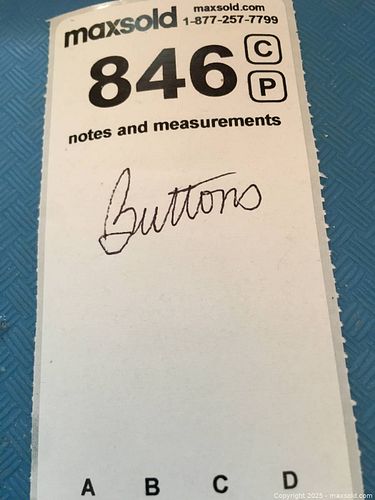 maxsold maxsold.com
1-877-257-7799
846 C
P
notes and measurements
Buttons
A B C D
Copyright 2025 - maxsold.com